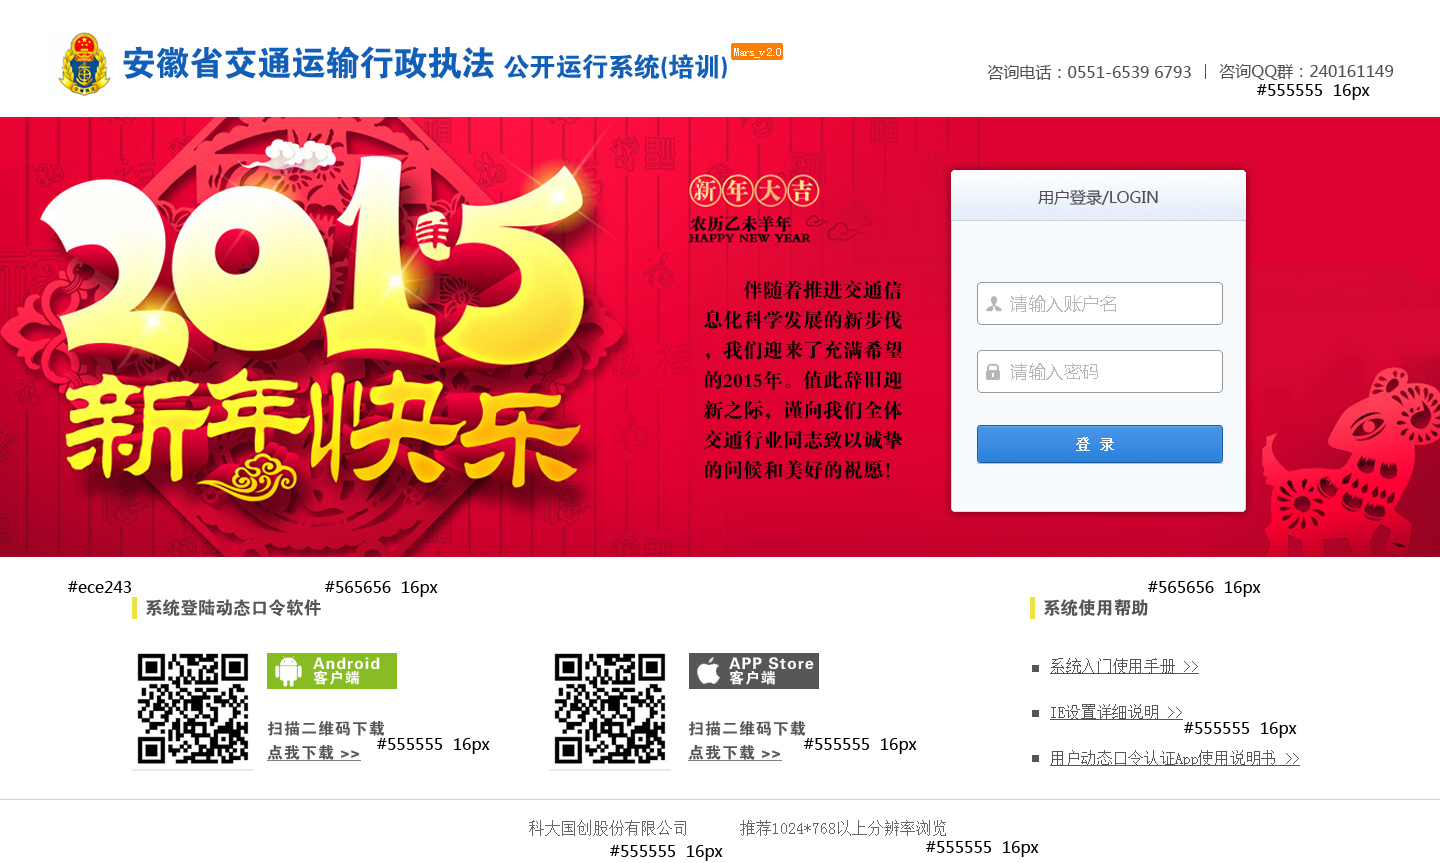 安徽省交通运输行政执法 公开运行系统(培训)
Mars_v2.0
咨询电话：0551-6539 6793 | 咨询QQ群：240161149
#555555 16px
2015
新年快乐
新年大吉
农历乙未羊年
HAPPY NEW YEAR
伴随着推进交通信
息化科学发展的新步伐
，我们迎来了充满希望
的2015年。值此辞旧迎
新之际，谨向我们全体
交通行业同志致以诚挚
的问候和美好的祝愿！
用户登录/LOGIN
请输入账户名
请输入密码
登 录
#ece243
#565656 16px
系统登陆动态口令软件
Android
客户端
扫描二维码下载
点我下载 >>
#555555 16px
APP Store
客户端
扫描二维码下载
点我下载 >>
#555555 16px
#565656 16px
系统使用帮助
系统入门使用手册 >>
IE设置详细说明 >>
#555555 16px
用户动态口令认证App使用说明书 >>
科大国创股份有限公司
#555555 16px
推荐1024*768以上分辨率浏览
#555555 16px